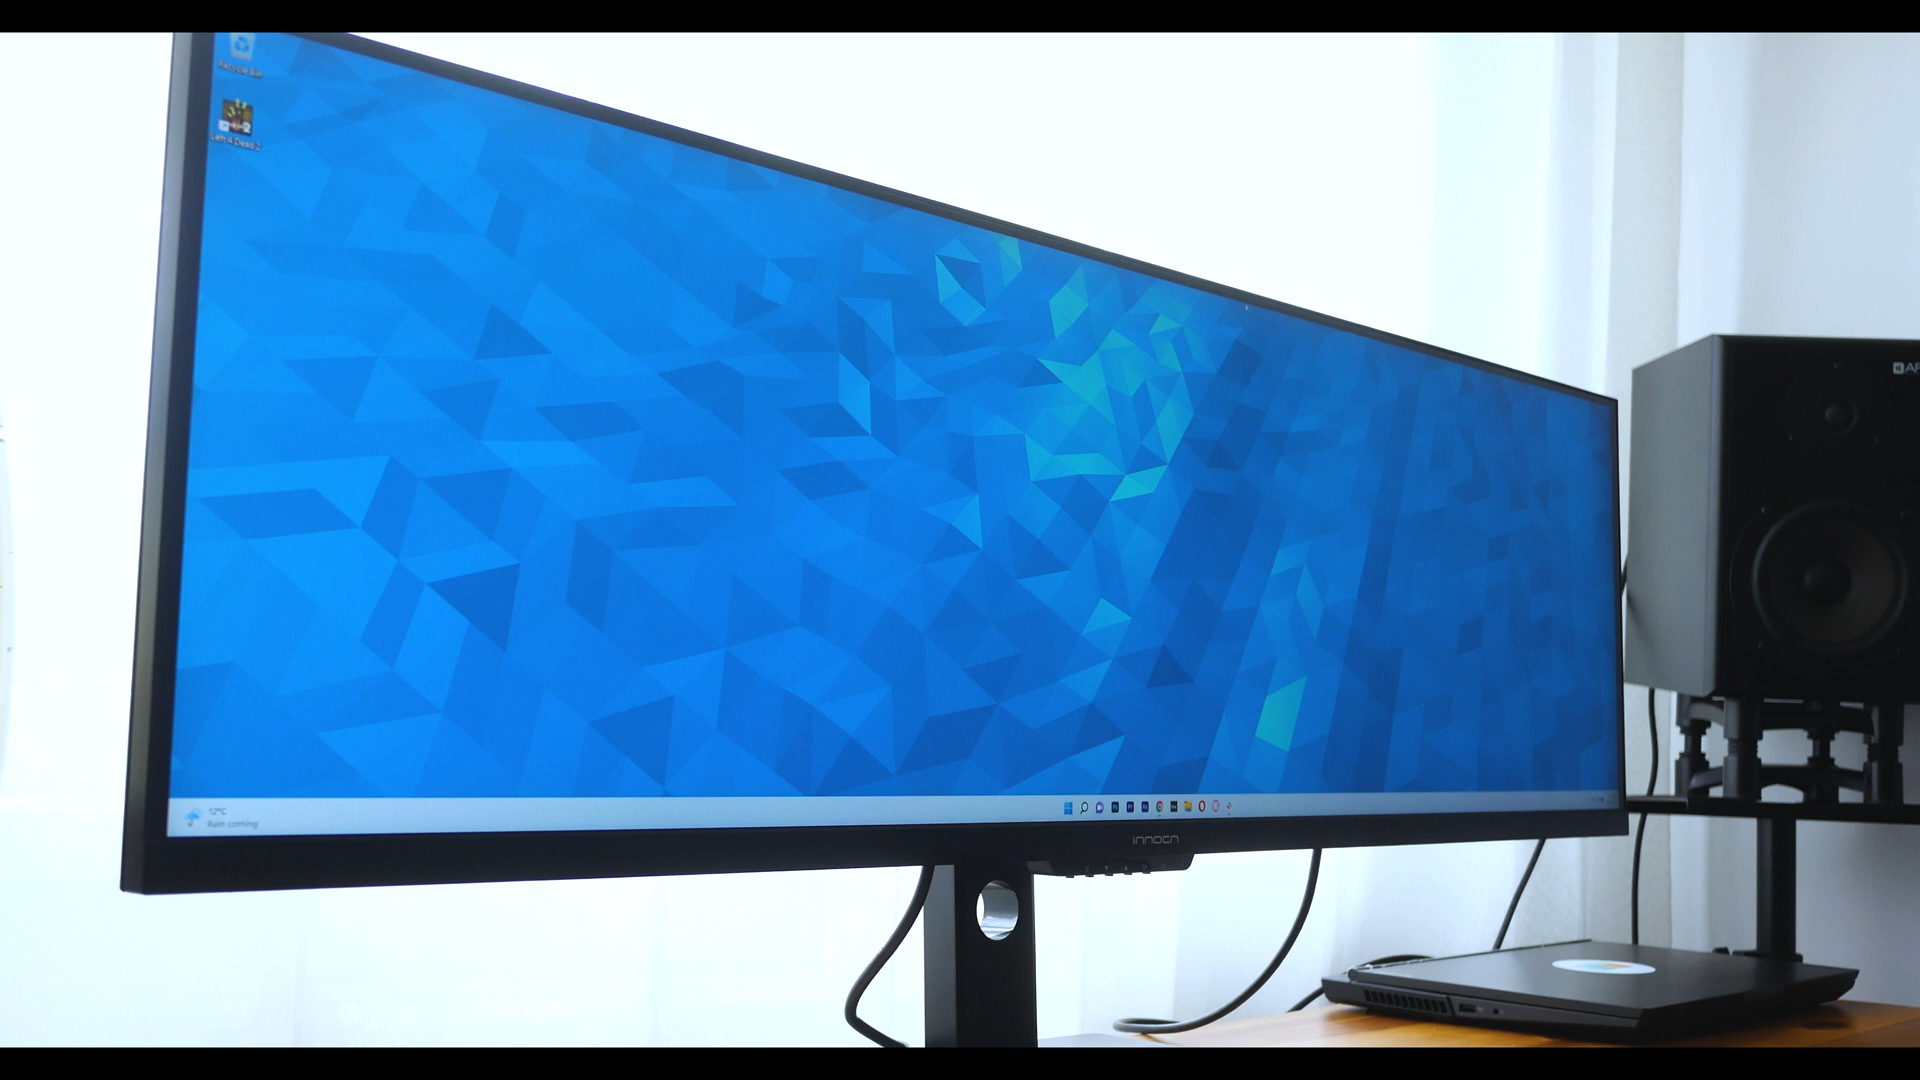 Recycle Bin
Left 4 Dead 2
12°C
Rain coming
INNOCN